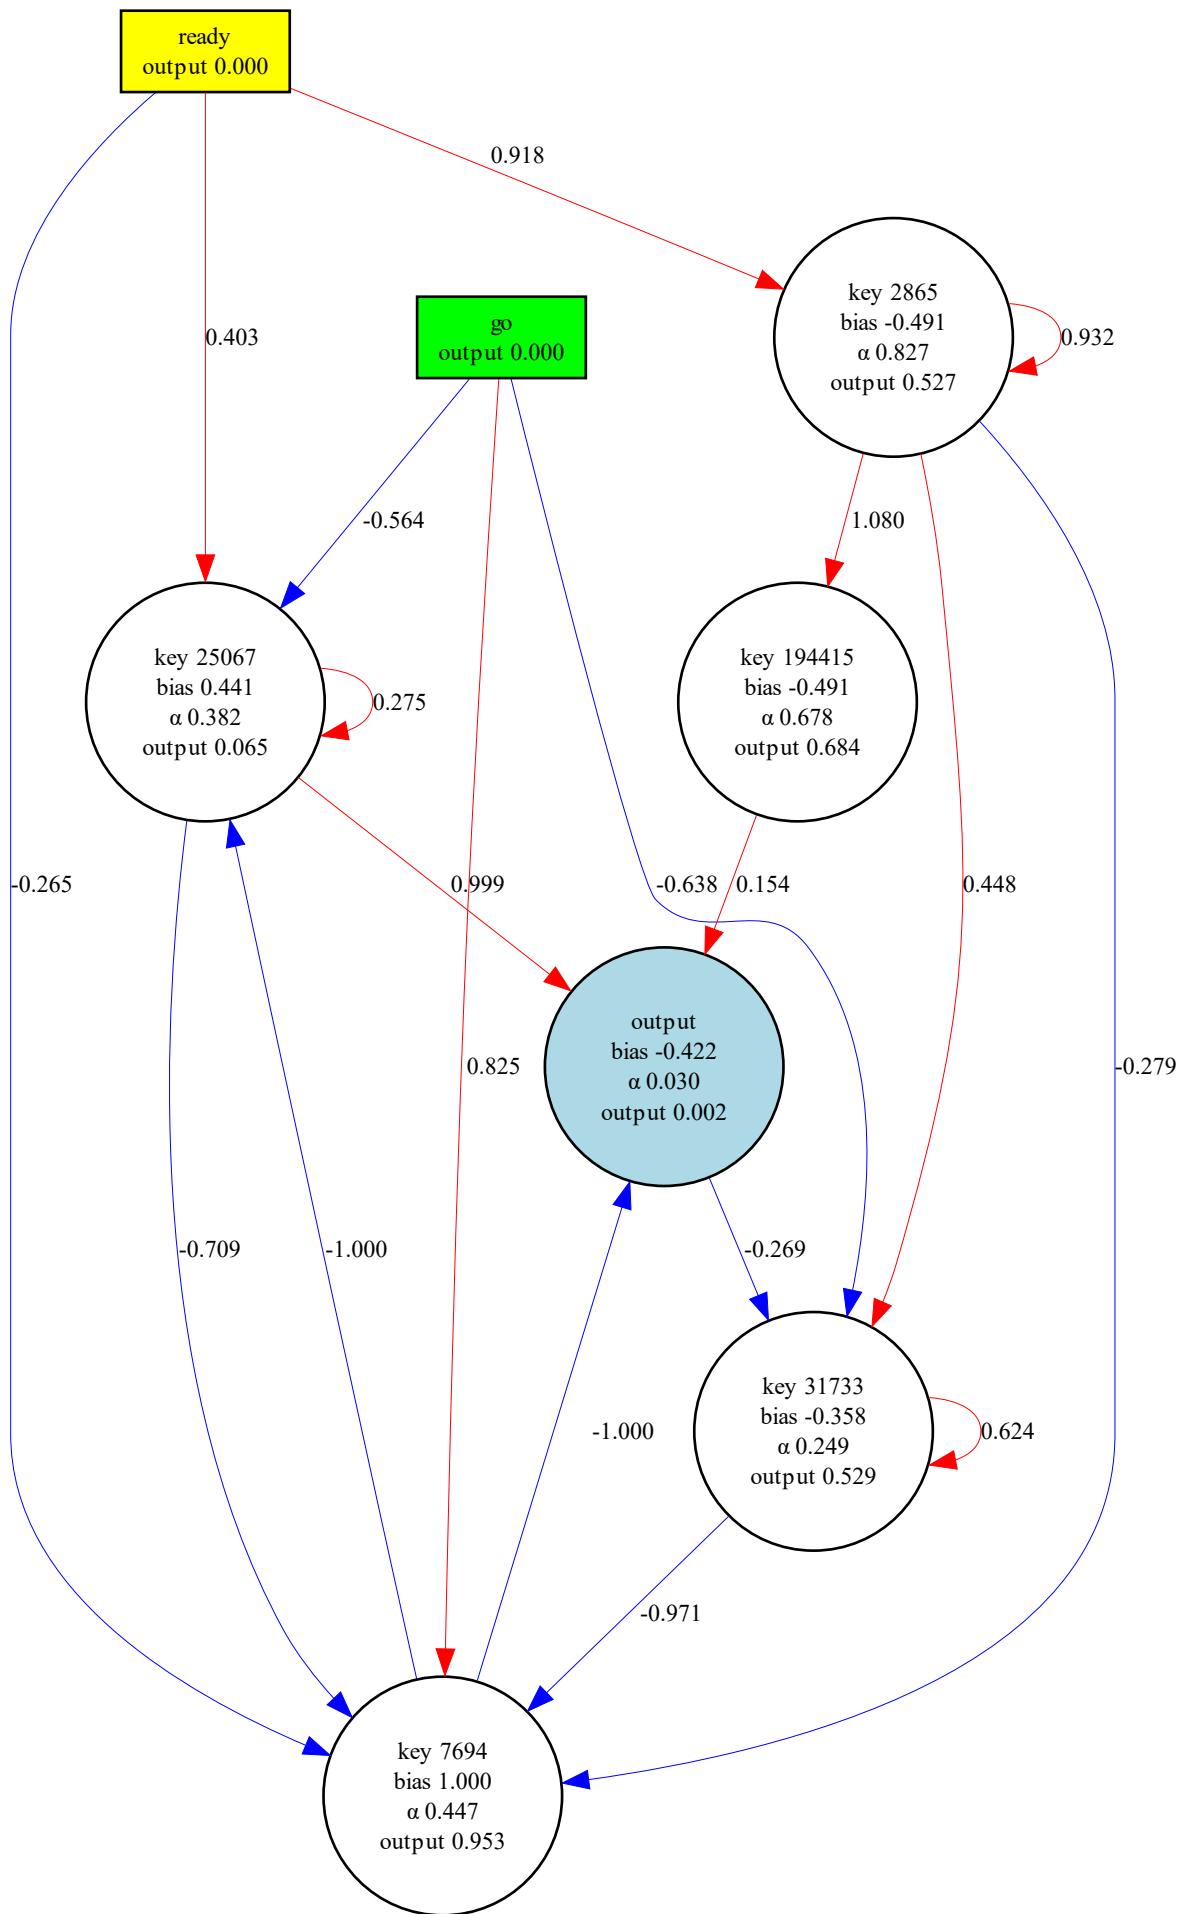 ready
output 0.000
0.918
key 2865
bias -0.491
α 0.827
output 0.527
0.932
go
output 0.000
0.403
-0.564
1.080
key 25067
bias 0.441
α 0.382
output 0.065
0.275
key 194415
bias -0.491
α 0.678
output 0.684
-0.265
0.999
-0.638
0.154
0.448
output
bias -0.422
α 0.030
output 0.002
0.825
-0.279
-0.709
-1.000
-0.269
key 31733
bias -0.358
α 0.249
output 0.529
-1.000
0.624
-0.971
key 7694
bias 1.000
α 0.447
output 0.953